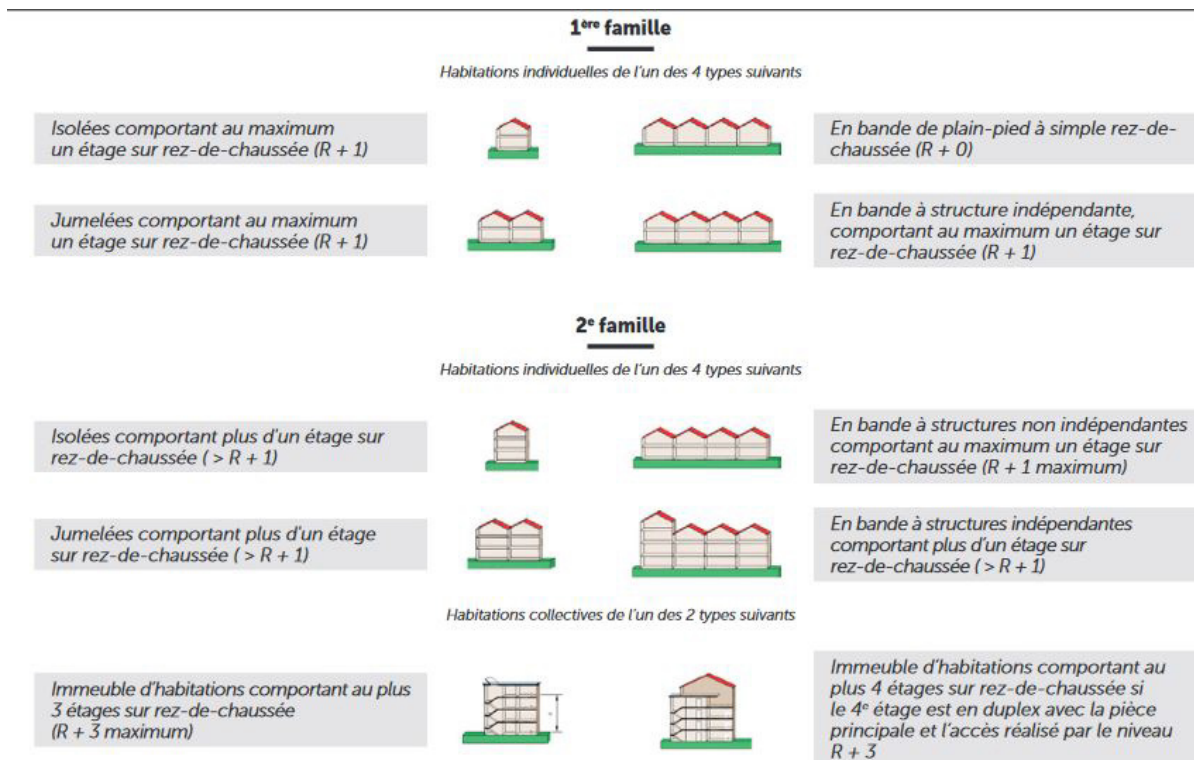 1ère famille
Habitations individuelles de l'un des 4 types suivants
Isolées comportant au maximum
un étage sur rez-de-chaussée (R + 1)
En bande de plain-pied à simple rez-de-
chaussée (R + 0)
Jumelées comportant au maximum
un étage sur rez-de-chaussée (R + 1)
En bande à structure indépendante,
comportant au maximum un étage sur
rez-de-chaussée (R + 1)
2e famille
Habitations individuelles de l'un des 4 types suivants
Isolées comportant plus d'un étage sur
rez-de-chaussée ( > R + 1)
En bande à structures non indépendantes
comportant au maximum un étage sur
rez-de-chaussée (R + 1 maximum)
Jumelées comportant plus d'un étage
sur rez-de-chaussée ( > R + 1)
En bande à structures indépendantes
comportant plus d'un étage sur
rez-de-chaussée ( > R + 1)
Habitations collectives de l'un des 2 types suivants
Immeuble d'habitations comportant au plus
3 étages sur rez-de-chaussée
(R + 3 maximum)
Immeuble d'habitations comportant au
plus 4 étages sur rez-de-chaussée si
le 4e étage est en duplex avec la pièce
principale et l'accès réalisé par le niveau
R + 3